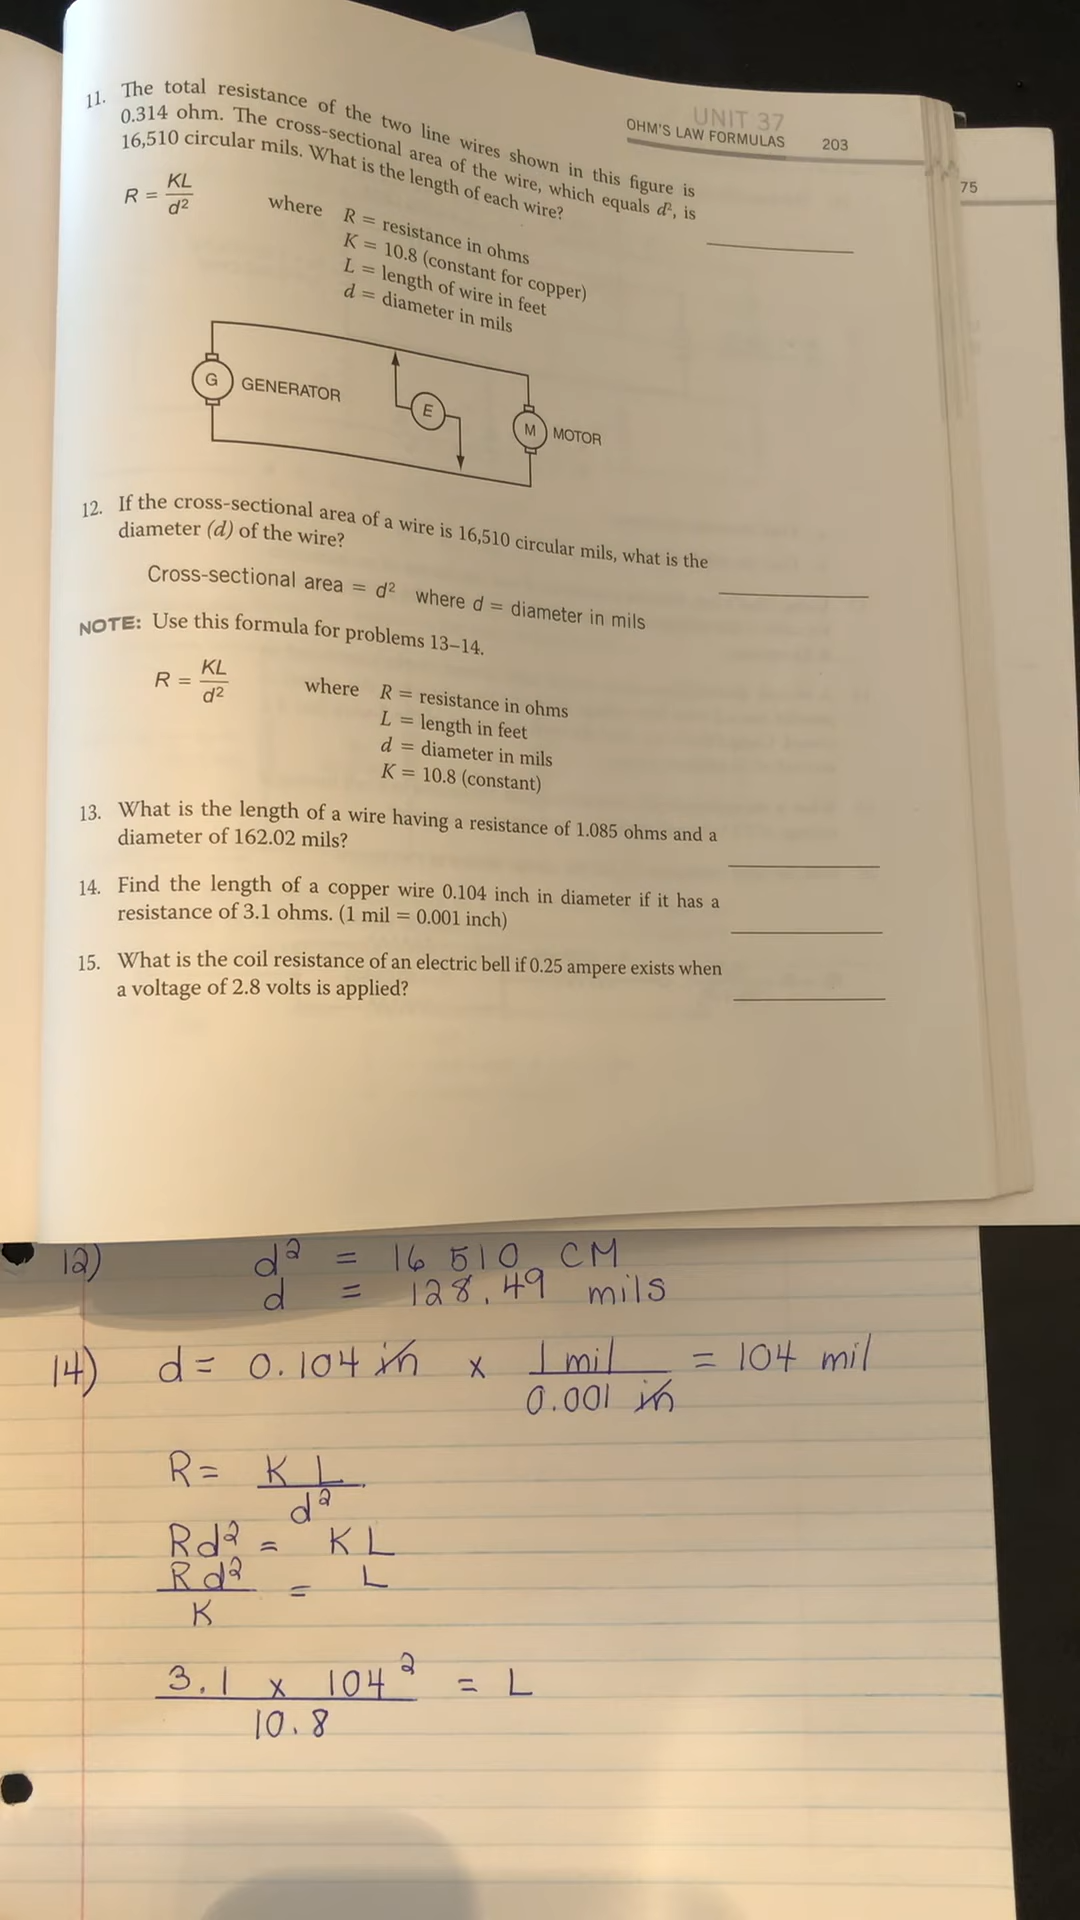 UNIT 37
OHM'S LAW FORMULAS 203
75
11. The total resistance of the two line wires shown in this figure is
0.314 ohm. The cross-sectional area of the wire, which equals d², is
16,510 circular mils. What is the length of each wire?
R = KL
d²
where R = resistance in ohms
K = 10.8 (constant for copper)
L = length of wire in feet
d = diameter in mils
G GENERATOR
E
M MOTOR
12. If the cross-sectional area of a wire is 16,510 circular mils, what is the
diameter (d) of the wire?
Cross-sectional area = d² where d = diameter in mils
NOTE: Use this formula for problems 13–14.
R = KL
d²
where R = resistance in ohms
L = length in feet
d = diameter in mils
K = 10.8 (constant)
13. What is the length of a wire having a resistance of 1.085 ohms and a
diameter of 162.02 mils?
14. Find the length of a copper wire 0.104 inch in diameter if it has a
resistance of 3.1 ohms. (1 mil = 0.001 inch)
15. What is the coil resistance of an electric bell if 0.25 ampere exists when
a voltage of 2.8 volts is applied?
12) d² = 16 510 CM
d = 128.49 mils
14) d = 0.104 in x 1 mil = 104 mil
0.001 in
R = K L
d²
Rd² = K L
Rd² = L
K
3.1 x 104² = L
10.8